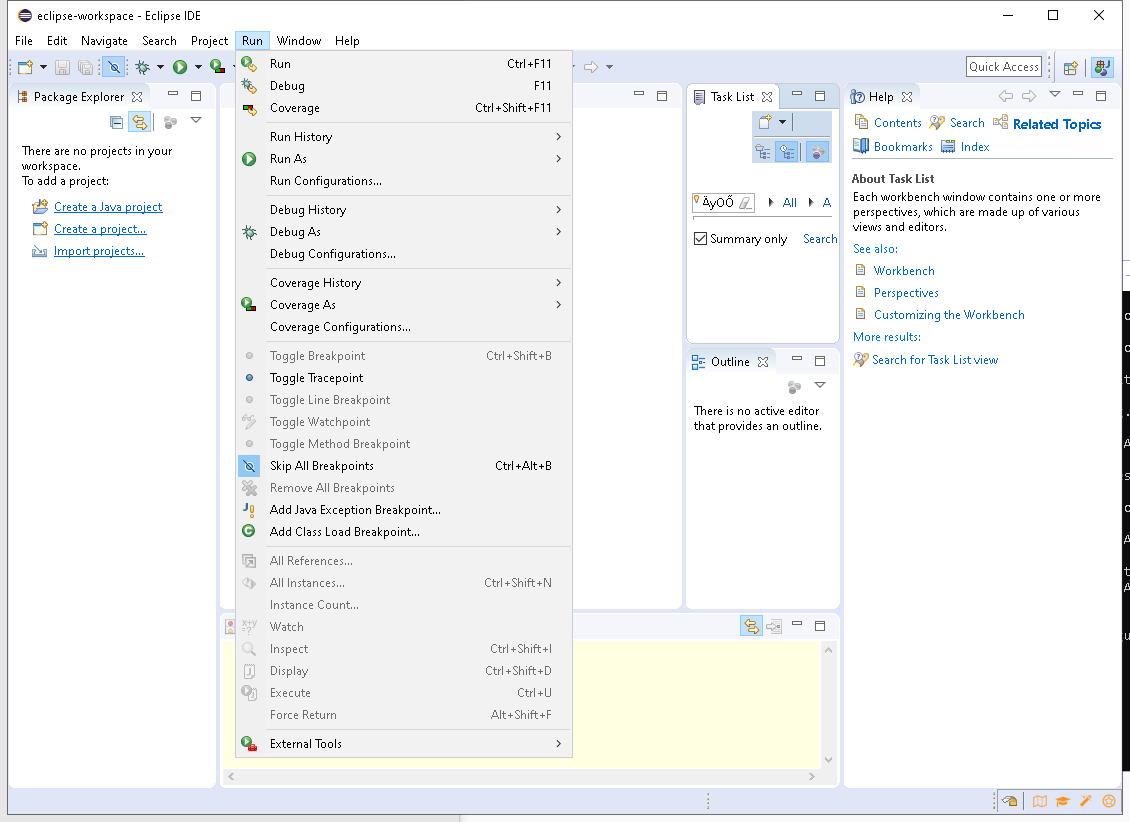 eclipse-workspace - Eclipse IDE
File Edit Navigate Search Project Run Window Help
Quick Access
Package Explorer
There are no projects in your
workspace.
To add a project:
Create a Java project
Create a project...
Import projects...
Run Ctrl+F11
Debug F11
Coverage Ctrl+Shift+F11
Run History
Run As
Run Configurations...
Debug History
Debug As
Debug Configurations...
Coverage History
Coverage As
Coverage Configurations...
Toggle Breakpoint Ctrl+Shift+B
Toggle Tracepoint
Toggle Line Breakpoint
Toggle Watchpoint
Toggle Method Breakpoint
Skip All Breakpoints Ctrl+Alt+B
Remove All Breakpoints
Add Java Exception Breakpoint...
Add Class Load Breakpoint...
All References...
All Instances... Ctrl+Shift+N
Instance Count...
Watch
Inspect Ctrl+Shift+I
Display Ctrl+Shift+D
Execute Ctrl+U
Force Return Alt+Shift+F
External Tools
Task List
ÄyOŐ All A
Summary only Search
Outline
There is no active editor
that provides an outline.
Help
Contents Search Related Topics
Bookmarks Index
About Task List
Each workbench window contains one or more
perspectives, which are made up of various
views and editors.
See also:
Workbench
Perspectives
Customizing the Workbench
More results:
Search for Task List view